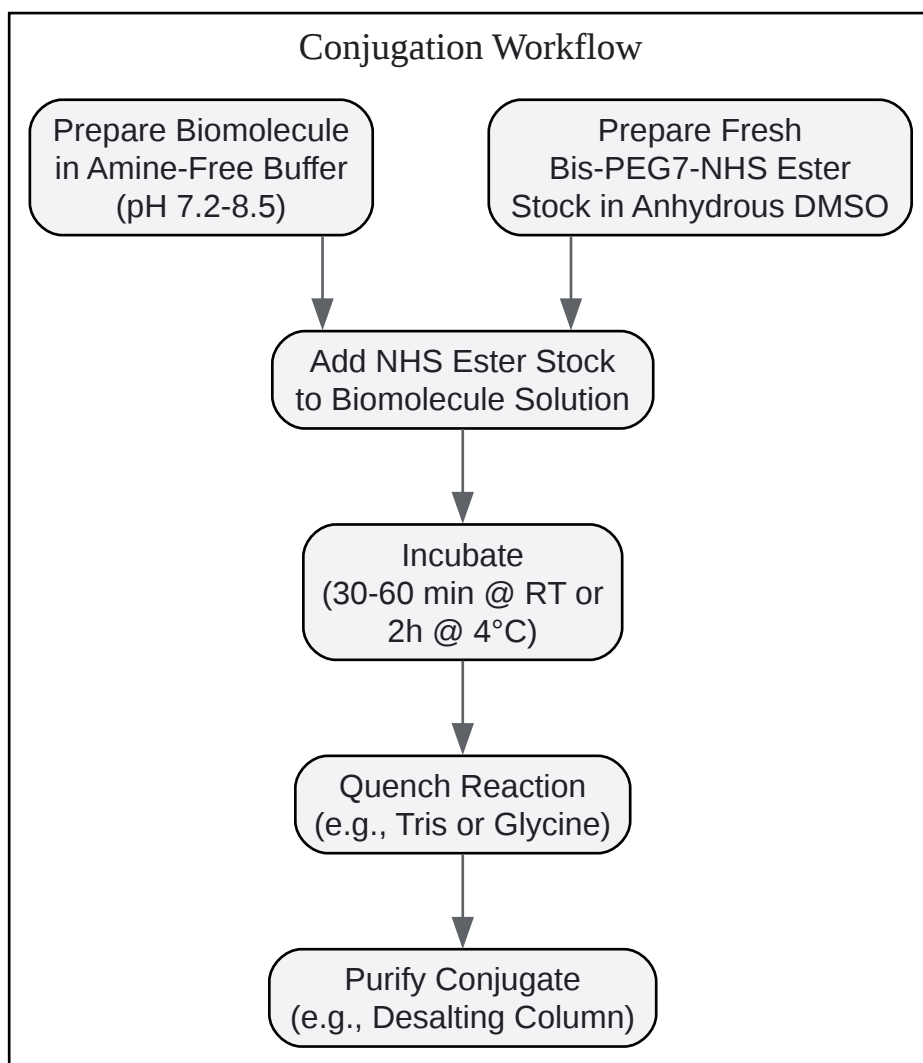 Conjugation Workflow
Prepare Biomolecule
in Amine-Free Buffer
(pH 7.2-8.5)
Prepare Fresh
Bis-PEG7-NHS Ester
Stock in Anhydrous DMSO
Add NHS Ester Stock
to Biomolecule Solution
Incubate
(30-60 min @ RT or
2h @ 4°C)
Quench Reaction
(e.g., Tris or Glycine)
Purify Conjugate
(e.g., Desalting Column)